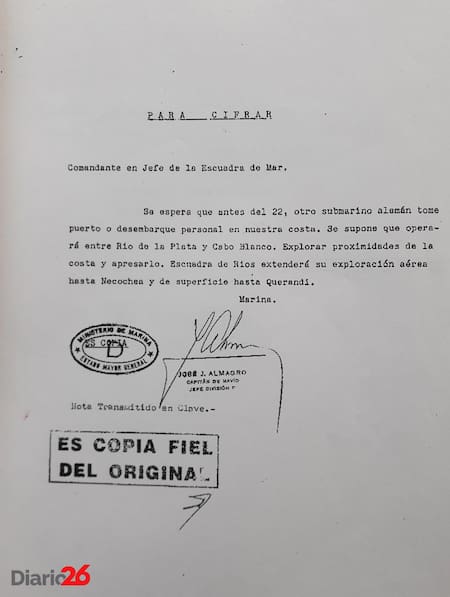 PARA CIFRAR
Comandante en Jefe de la Escuadra de Mar.
Se espera que antes del 22, otro submarino alemán tome
puerto o desembarque personal en nuestra costa. Se supone que opera-
rá entre Rio de la Plata y Cabo Blanco. Explorar proximidades de la
costa y apresarlo. Escuadra de Rios extenderá su exploración aérea
hasta Necochea y de superficie hasta Querandi.
Marina.
MINISTERIO DE MARINA
ES COPIA
D
ESTADO MAYOR GENERAL
JOSÉ J. ALMAGRO
CAPITÁN DE NAVIO
JEFE DIVISIÓN
Nota Transmitido en Clave.-
ES COPIA FIEL
DEL ORIGINAL
Diario26